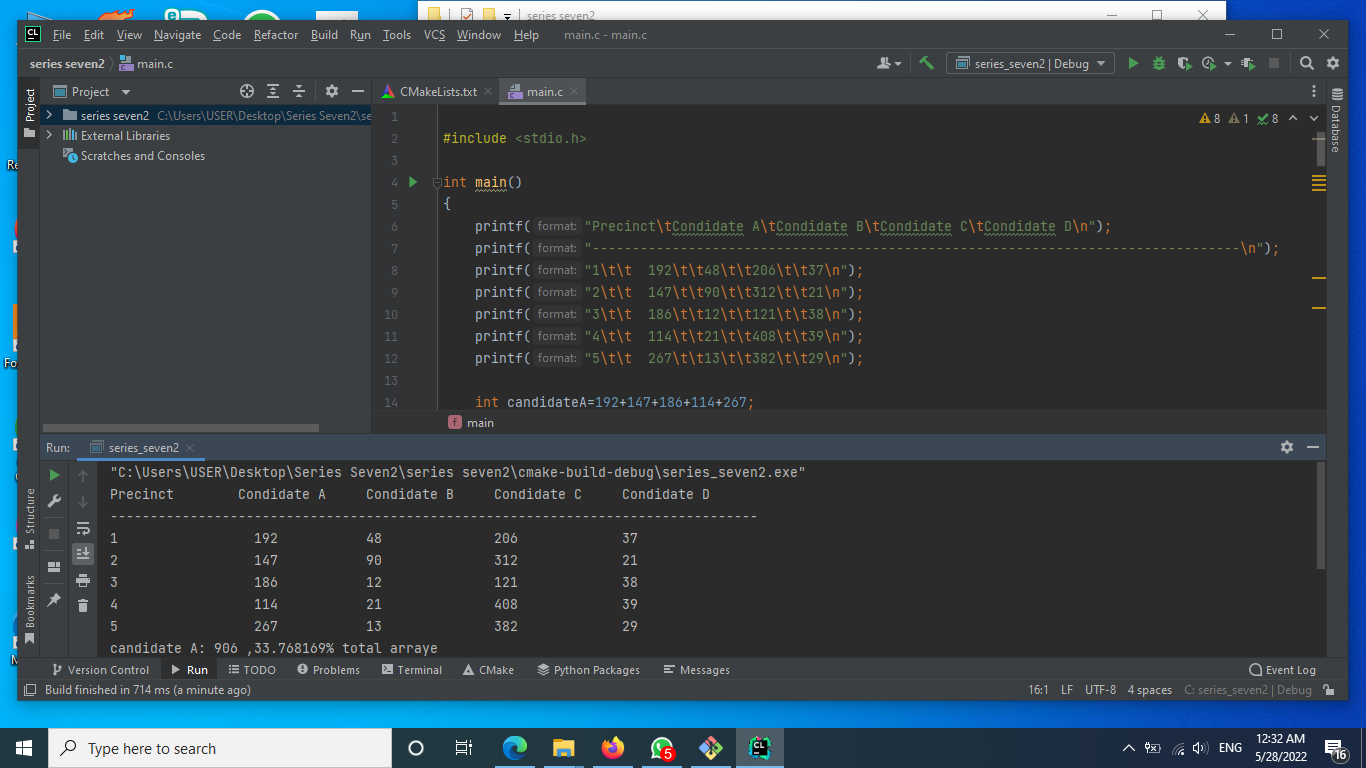 series seven2
File Edit View Navigate Code Refactor Build Run Tools VCS Window Help main.c - main.c
series seven2 main.c series_seven2 | Debug
Project
Project CMakeLists.txt main.c
series seven2 C:\Users\USER\Desktop\Series Seven2\se
External Libraries
Scratches and Consoles
Database
8 1 8
1
2 #include <stdio.h>
3
4 int main()
5 {
6 printf( format: "Precinct\tCondidate A\tCondidate B\tCondidate C\tCondidate D\n");
7 printf( format: "---------------------------------------------------------------------------------\n");
8 printf( format: "1\t\t  192\t\t48\t\t206\t\t37\n");
9 printf( format: "2\t\t  147\t\t90\t\t312\t\t21\n");
10 printf( format: "3\t\t  186\t\t12\t\t121\t\t38\n");
11 printf( format: "4\t\t  114\t\t21\t\t408\t\t39\n");
12 printf( format: "5\t\t  267\t\t13\t\t382\t\t29\n");
13
14 int candidateA=192+147+186+114+267;
f main
Run: series_seven2
"C:\Users\USER\Desktop\Series Seven2\series seven2\cmake-build-debug\series_seven2.exe"
Precinct Condidate A Condidate B Condidate C Condidate D
---------------------------------------------------------------------------------
1 192 48 206 37
2 147 90 312 21
3 186 12 121 38
4 114 21 408 39
5 267 13 382 29
candidate A: 906 ,33.768169% total arraye
Structure
Bookmarks
Version Control Run TODO Problems Terminal CMake Python Packages Messages Event Log
Build finished in 714 ms (a minute ago) 16:1 LF UTF-8 4 spaces C: series_seven2 | Debug
Re
Fo
M
Type here to search
5
CL
ENG
12:32 AM
5/28/2022
16